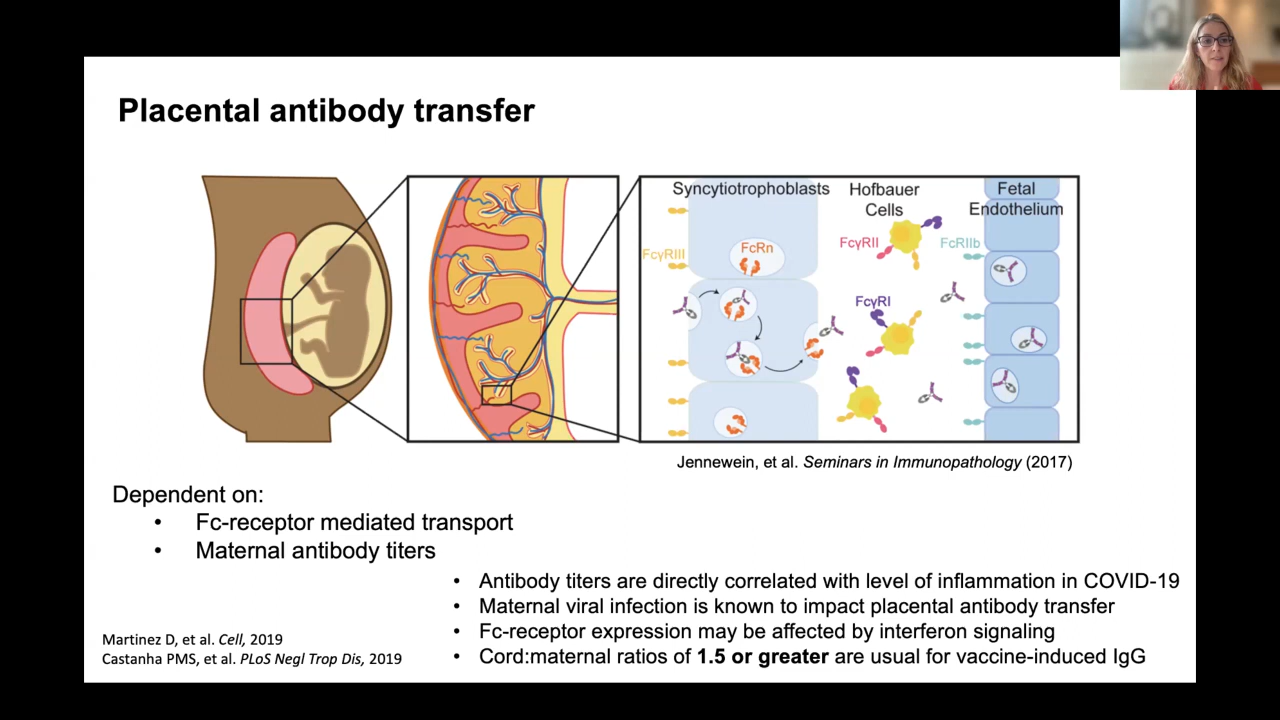 Placental antibody transfer
Syncytiotrophoblasts
Hofbauer
Cells
Fetal
Endothelium
FcγRIII
FcRn
FcγRII
FcRIIb
FcγRI
Jennewein, et al. Seminars in Immunopathology (2017)
Dependent on:
• Fc-receptor mediated transport
• Maternal antibody titers
• Antibody titers are directly correlated with level of inflammation in COVID-19
• Maternal viral infection is known to impact placental antibody transfer
• Fc-receptor expression may be affected by interferon signaling
• Cord:maternal ratios of 1.5 or greater are usual for vaccine-induced IgG
Martinez D, et al. Cell, 2019
Castanha PMS, et al. PLoS Negl Trop Dis, 2019